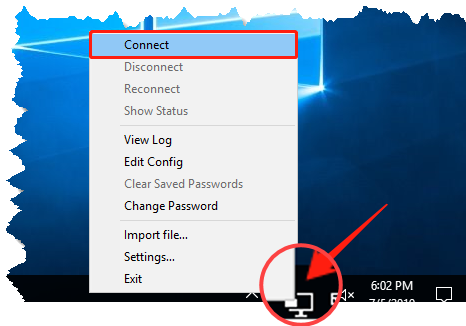 Connect
Disconnect
Reconnect
Show Status
View Log
Edit Config
Clear Saved Passwords
Change Password
Import file...
Settings...
Exit
6:02 PM
7/5/2019